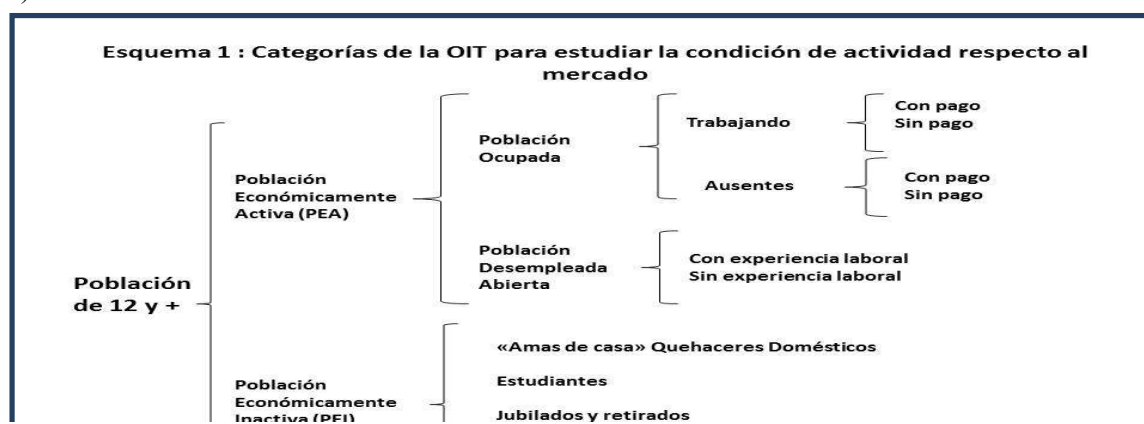 )
Esquema 1 : Categorías de la OIT para estudiar la condición de actividad respecto al
mercado
Población
de 12 y +
Población
Económicamente
Activa (PEA)
Población
Ocupada
Trabajando
Con pago
Sin pago
Ausentes
Con pago
Sin pago
Población
Desempleada
Abierta
Con experiencia laboral
Sin experiencia laboral
Población
Económicamente
Inactiva (PEI)
«Amas de casa» Quehaceres Domésticos
Estudiantes
Jubilados y retirados